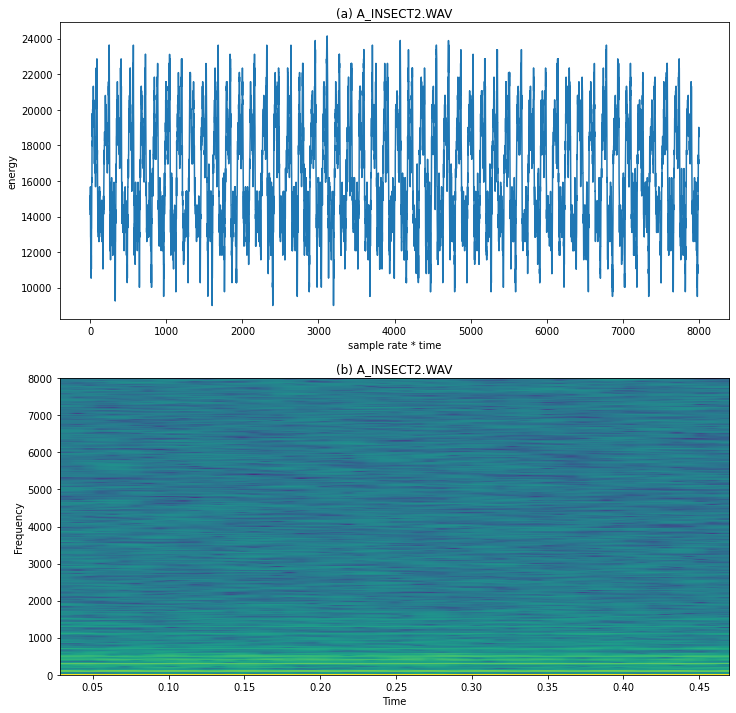 (a) A_INSECT2.WAV
24000
22000
20000
18000
16000
14000
12000
10000
energy
0 1000 2000 3000 4000 5000 6000 7000 8000
sample rate * time
(b) A_INSECT2.WAV
8000
7000
6000
5000
4000
3000
2000
1000
0
Frequency
0.05 0.10 0.15 0.20 0.25 0.30 0.35 0.40 0.45
Time